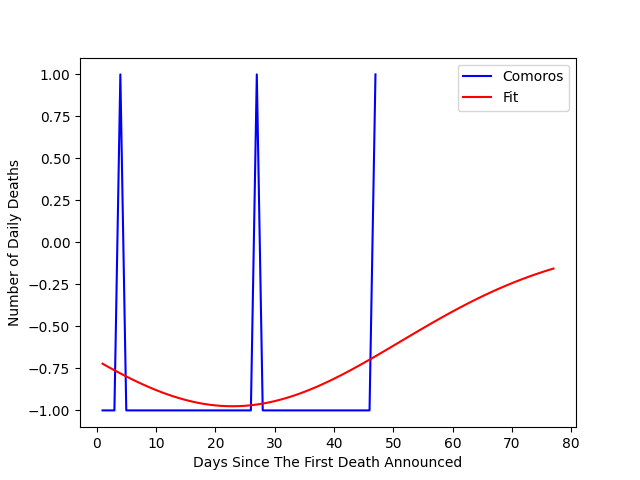 Comoros
Fit
1.00
0.75
0.50
0.25
0.00
−0.25
−0.50
−0.75
−1.00
Number of Daily Deaths
0 10 20 30 40 50 60 70 80
Days Since The First Death Announced